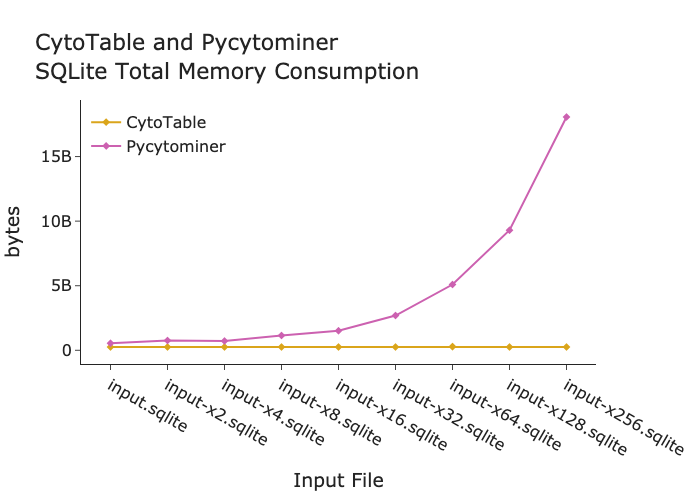 CytoTable and Pycytominer
SQLite Total Memory Consumption
CytoTable
Pycytominer
15B
10B
5B
0
bytes
input.sqlite
input-x2.sqlite
input-x4.sqlite
input-x8.sqlite
input-x16.sqlite
input-x32.sqlite
input-x64.sqlite
input-x128.sqlite
input-x256.sqlite
Input File